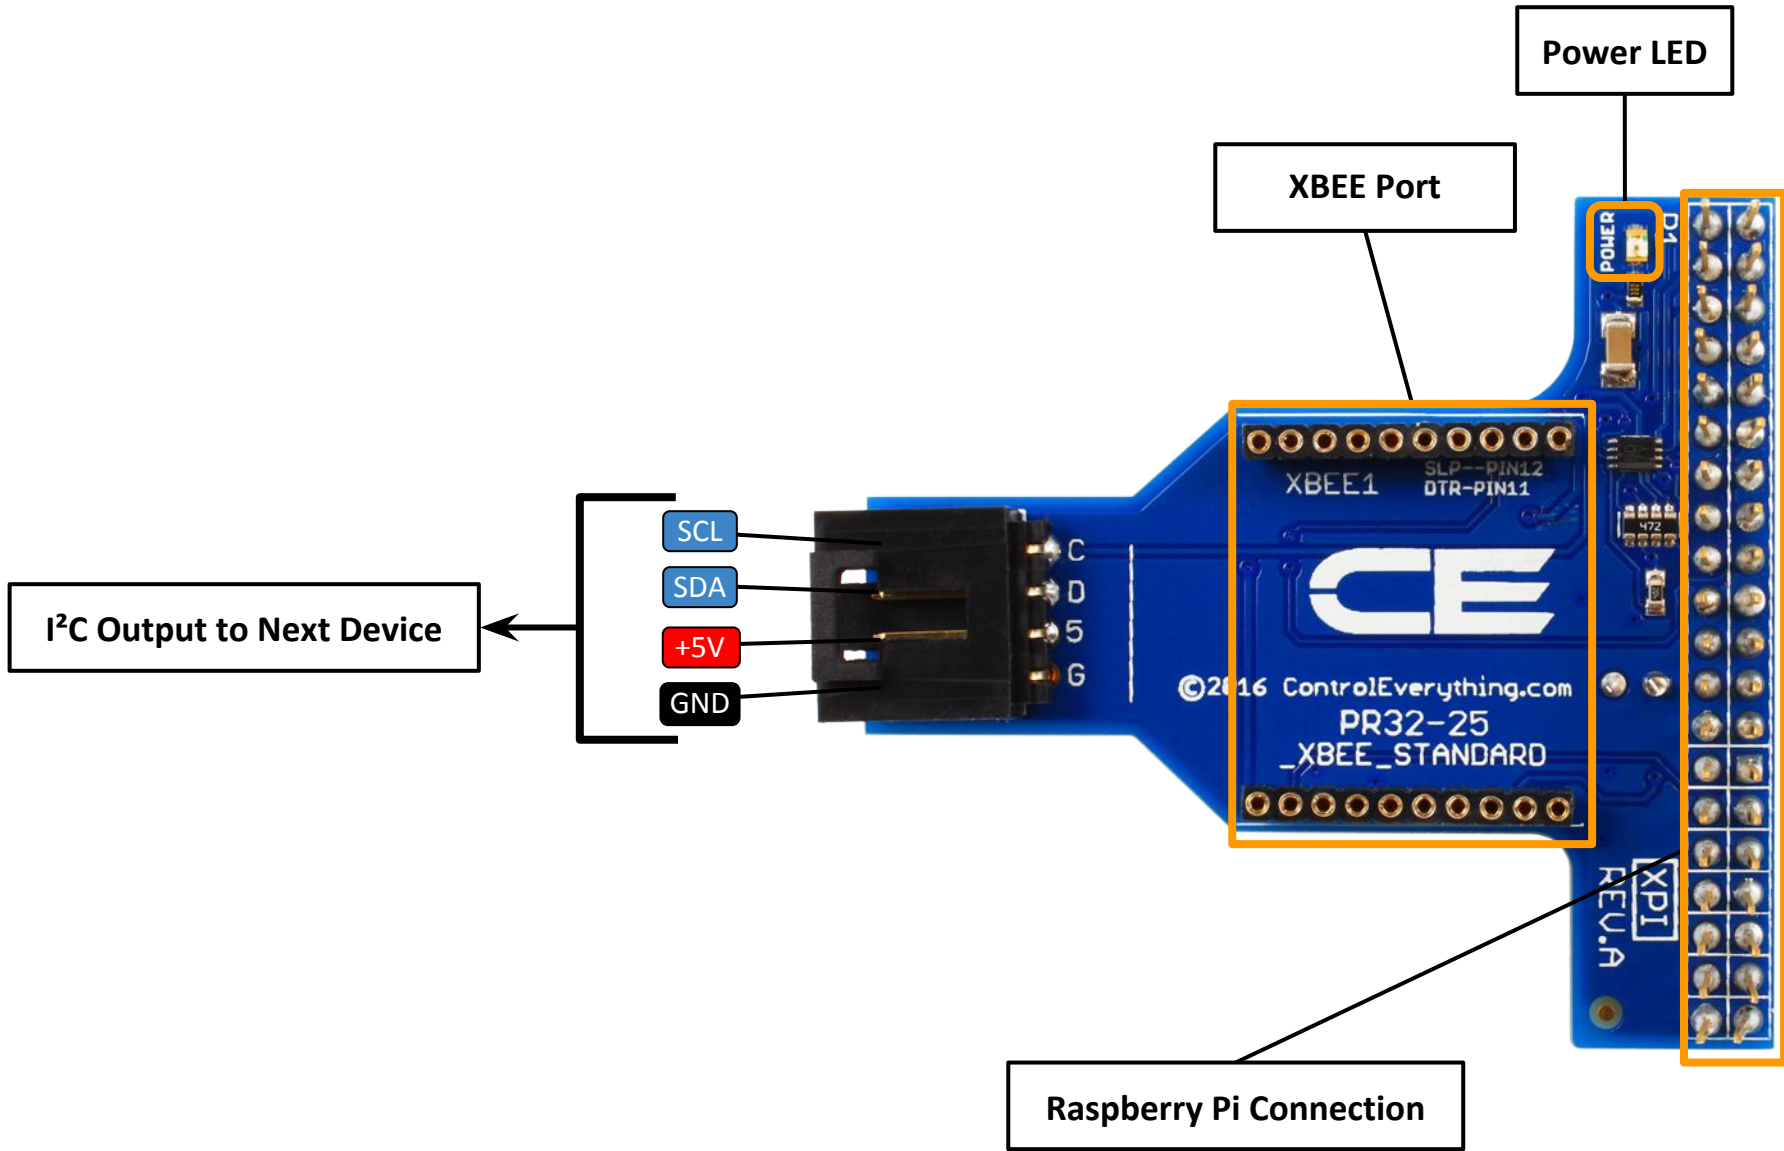 Power LED
XBEE Port
POWER
D1
XBEE1
SLP--PIN12
DTR-PIN11
SCL
SDA
+5V
GND
C
D
5
G
I²C Output to Next Device
472
CE
©2016 ControlEverything.com
PR32-25
_XBEE_STANDARD
XPI
REV.A
Raspberry Pi Connection